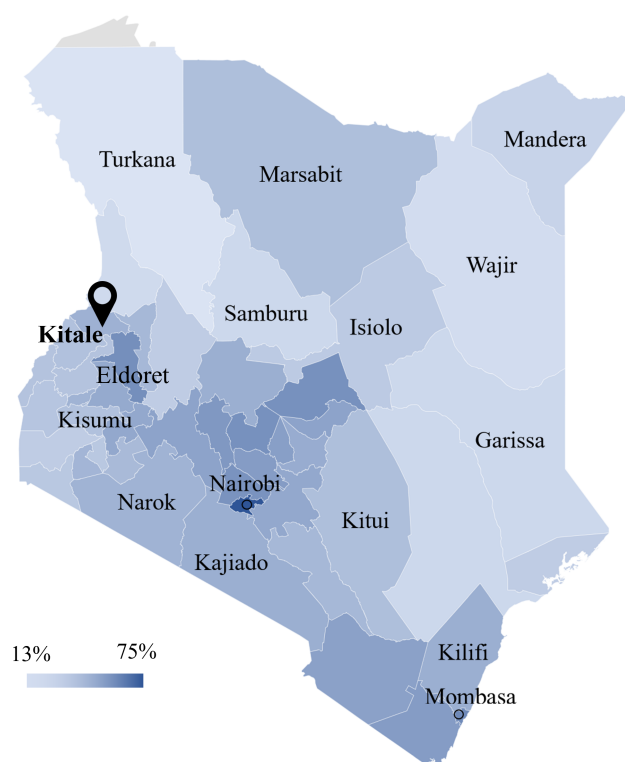 Mandera
Turkana
Marsabit
Wajir
Samburu
Isiolo
Kitale
Eldoret
Kisumu
Garissa
Nairobi
Narok
Kitui
Kajiado
13%
75%
Kilifi
Mombasa